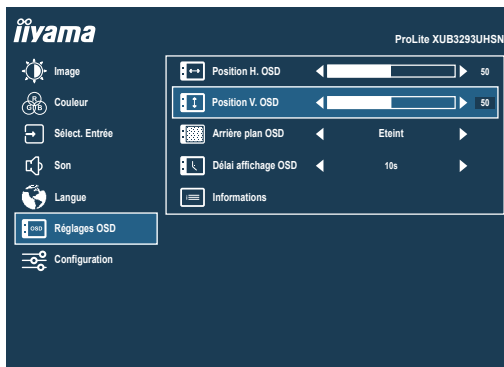 iiyama
ProLite XUB3293UHSN
Image
Position H. OSD 50
R G B Couleur
Position V. OSD 50
Sélect. Entrée
Arrière plan OSD Eteint
Son
Délai affichage OSD 10s
Langue
Informations
OSD Réglages OSD
Configuration